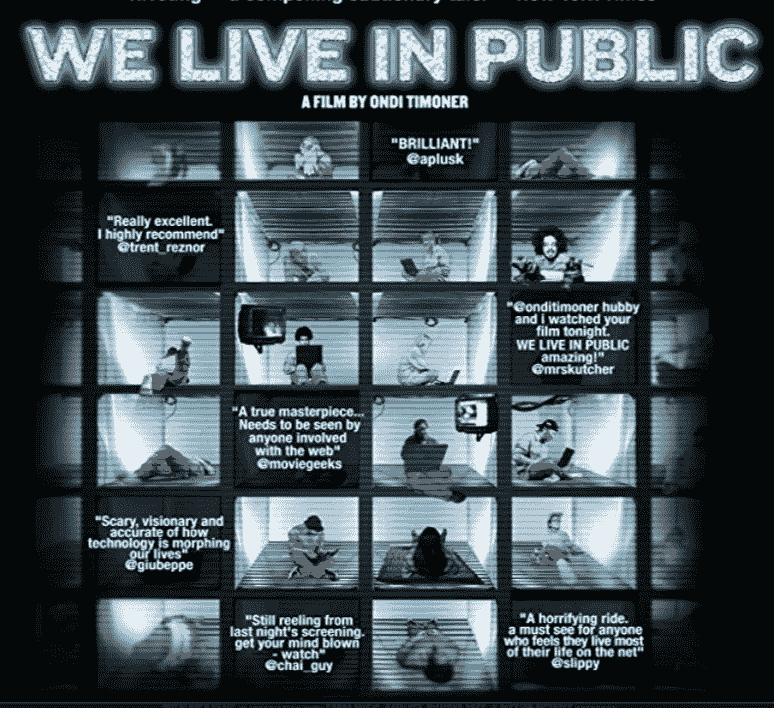 WE LIVE IN PUBLIC
A FILM BY ONDI TIMONER
"BRILLIANT!"
@aplusk
"Really excellent.
I highly recommend"
@trent_reznor
"@onditimoner hubby
and i watched your
film tonight.
WE LIVE IN PUBLIC
amazing!"
@mrskutcher
"A true masterpiece...
Needs to be seen by
anyone involved
with the web"
@moviegeeks
"Scary, visionary and
accurate of how
technology is morphing
our lives"
@giubeppe
"Still reeling from
last night's screening.
get your mind blown
- watch"
@chai_guy
"A horrifying ride.
a must see for anyone
who feels they live most
of their life on the net"
@slippy